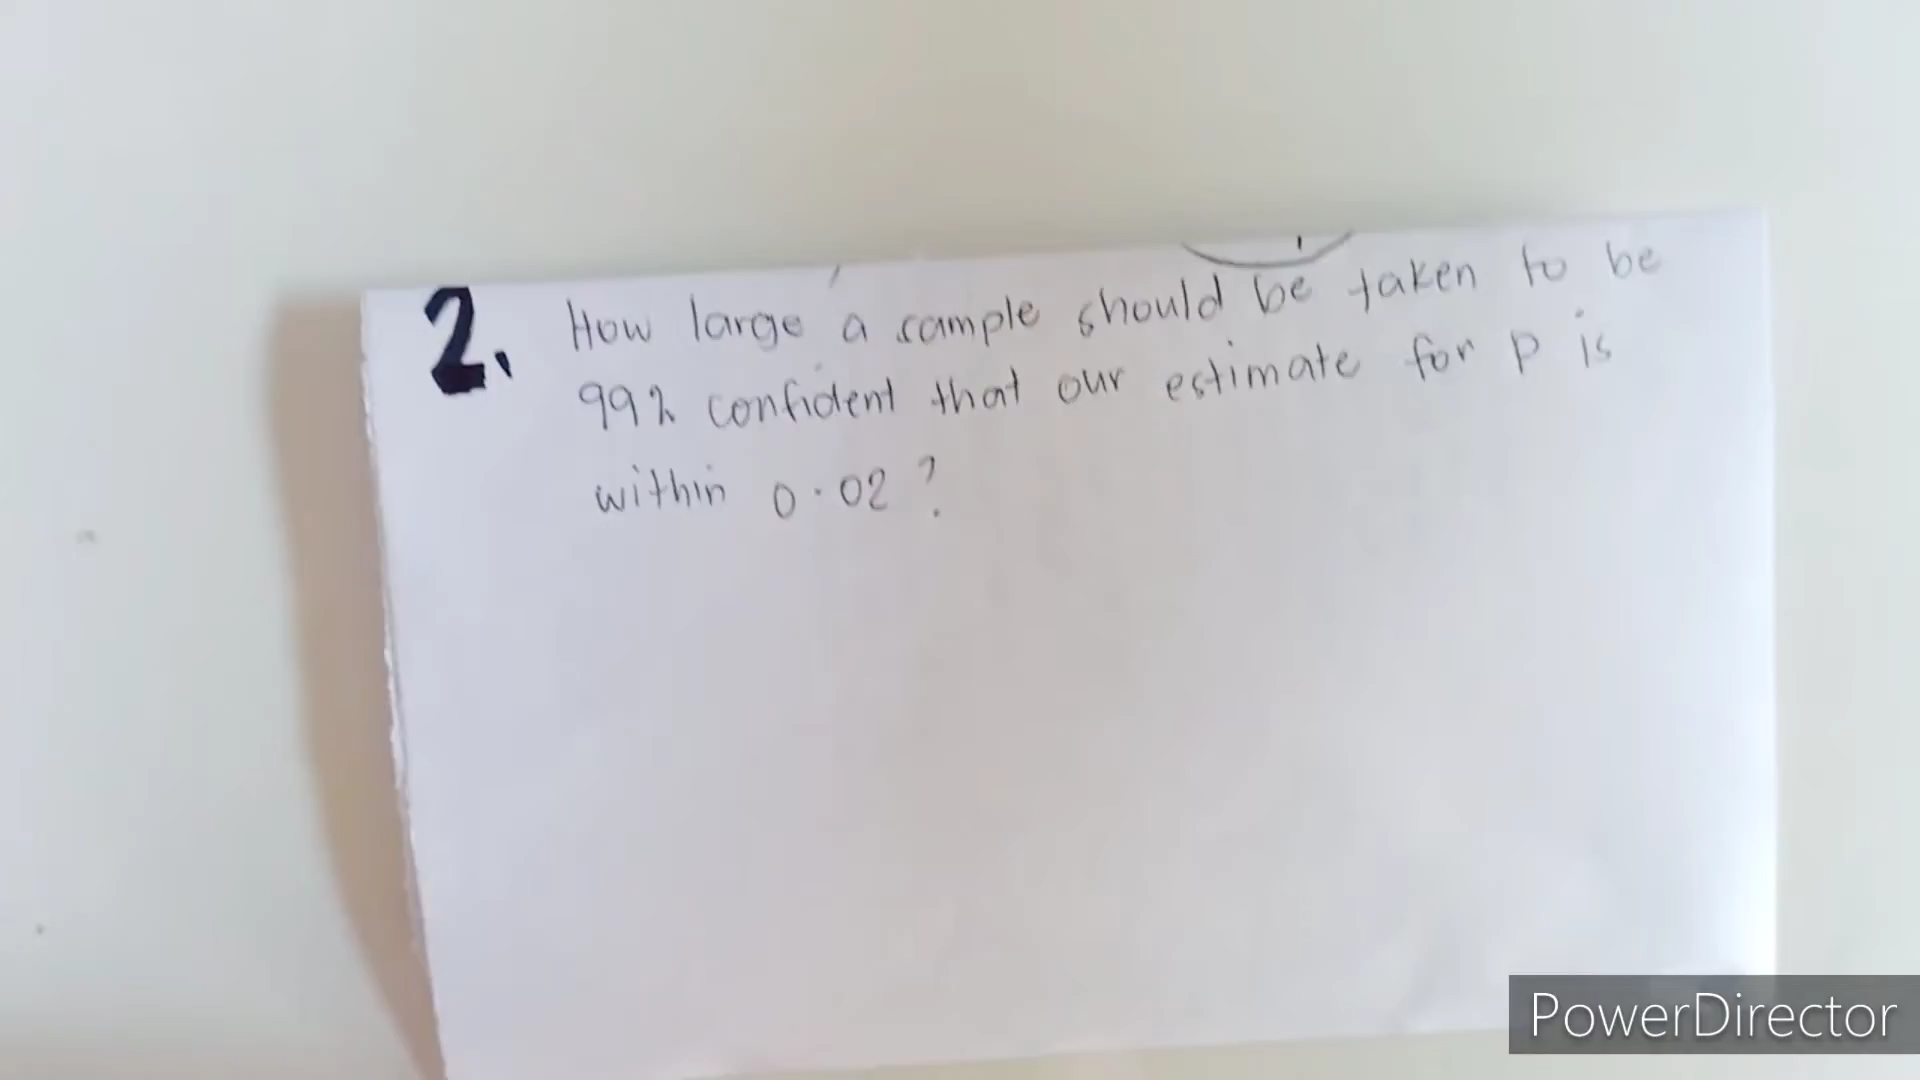 2. How large a sample should be taken to be
99% confident that our estimate for p is
within 0.02?
PowerDirector